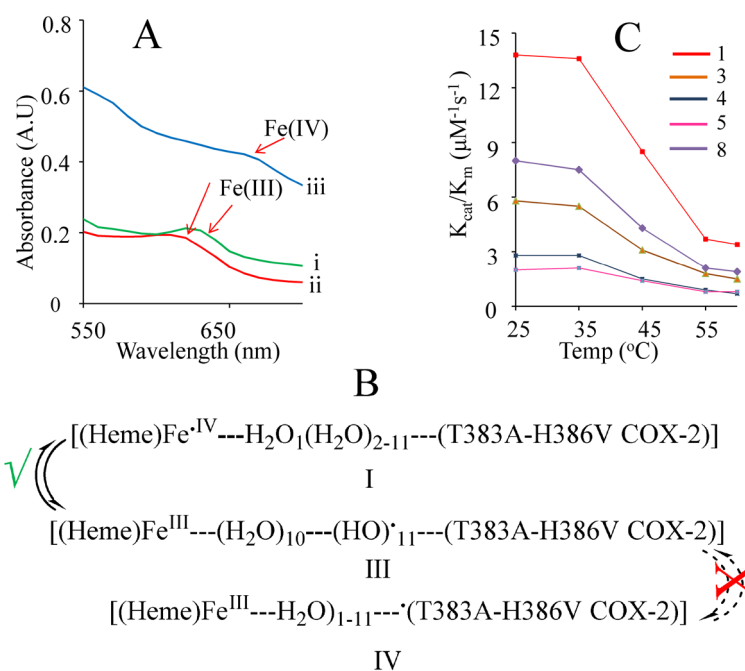 A
Absorbance (A.U)
0.8
0.6
0.4
0.2
0
Fe(IV)
Fe(III)
iii
i
ii
550
650
Wavelength (nm)
C
K_cat/K_m (µM⁻¹s⁻¹)
15
12
9
6
3
0
1
3
4
5
8
25
35
45
55
Temp (°C)
B
[(Heme)Fe•IV---H₂O₁(H₂O)₂₋₁₁---(T383A-H386V COX-2)]
I
√
[(Heme)Feᴵᴵᴵ---(H₂O)₁₀---(HO)•₁₁---(T383A-H386V COX-2)]
III
X
[(Heme)Feᴵᴵᴵ---H₂O)₁₋₁₁---•(T383A-H386V COX-2)]
IV